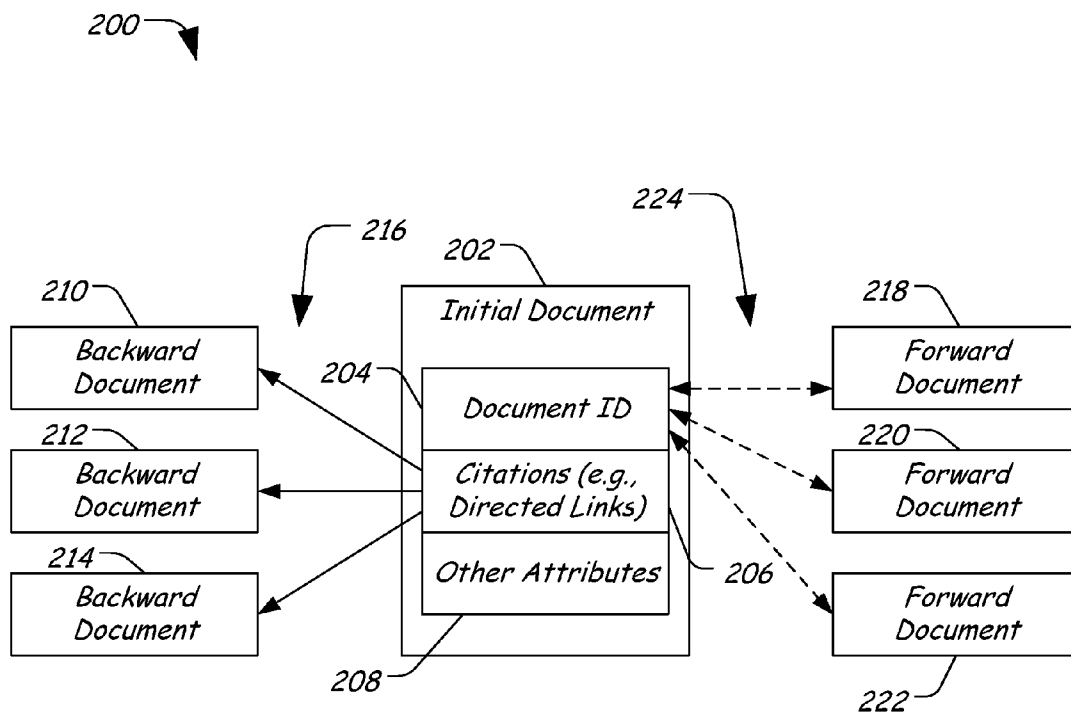 200
224
216
202
210
218
Initial Document
Backward
Document
Forward
Document
204
Document ID
212
220
Backward
Document
Citations (e.g.,
Directed Links)
Forward
Document
214
206
Other Attributes
Backward
Document
Forward
Document
208
222